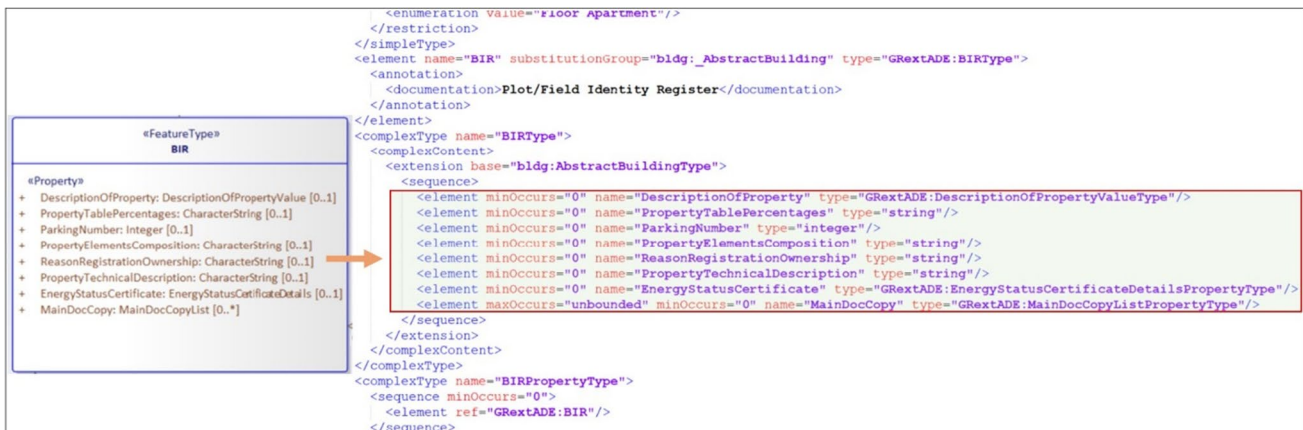 <enumeration value="Floor Apartment"/>
</restriction>
</simpleType>
<element name="BIR" substitutionGroup="bldg:_AbstractBuilding" type="GRextADE:BIRType">
<annotation>
<documentation>Plot/Field Identity Register</documentation>
</annotation>
</element>
<complexType name="BIRType">
<complexContent>
<extension base="bldg:AbstractBuildingType">
<sequence>
<element minOccurs="0" name="DescriptionOfProperty" type="GRextADE:DescriptionOfPropertyValueType"/>
<element minOccurs="0" name="PropertyTablePercentages" type="string"/>
<element minOccurs="0" name="ParkingNumber" type="integer"/>
<element minOccurs="0" name="PropertyElementsComposition" type="string"/>
<element minOccurs="0" name="ReasonRegistrationOwnership" type="string"/>
<element minOccurs="0" name="PropertyTechnicalDescription" type="string"/>
<element minOccurs="0" name="EnergyStatusCertificate" type="GRextADE:EnergyStatusCertificateDetailsPropertyType"/>
<element maxOccurs="unbounded" minOccurs="0" name="MainDocCopy" type="GRextADE:MainDocCopyListPropertyType"/>
</sequence>
</extension>
</complexContent>
</complexType>
<complexType name="BIRPropertyType">
<sequence minOccurs="0">
<element ref="GRextADE:BIR"/>
</sequence>
«FeatureType»
BIR
«Property»
+ DescriptionOfProperty: DescriptionOfPropertyValue [0..1]
+ PropertyTablePercentages: CharacterString [0..1]
+ ParkingNumber: Integer [0..1]
+ PropertyElementsComposition: CharacterString [0..1]
+ ReasonRegistrationOwnership: CharacterString [0..1]
+ PropertyTechnicalDescription: CharacterString [0..1]
+ EnergyStatusCertificate: EnergyStatusCetificateDetails [0..1]
+ MainDocCopy: MainDocCopyList [0..*]